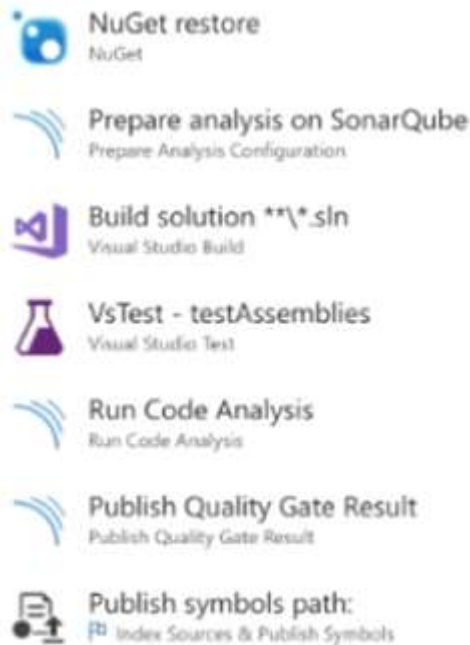 NuGet restore
NuGet
Prepare analysis on SonarQube
Prepare Analysis Configuration
Build solution **\*.sln
Visual Studio Build
VsTest - testAssemblies
Visual Studio Test
Run Code Analysis
Run Code Analysis
Publish Quality Gate Result
Publish Quality Gate Result
Publish symbols path:
Index Sources & Publish Symbols